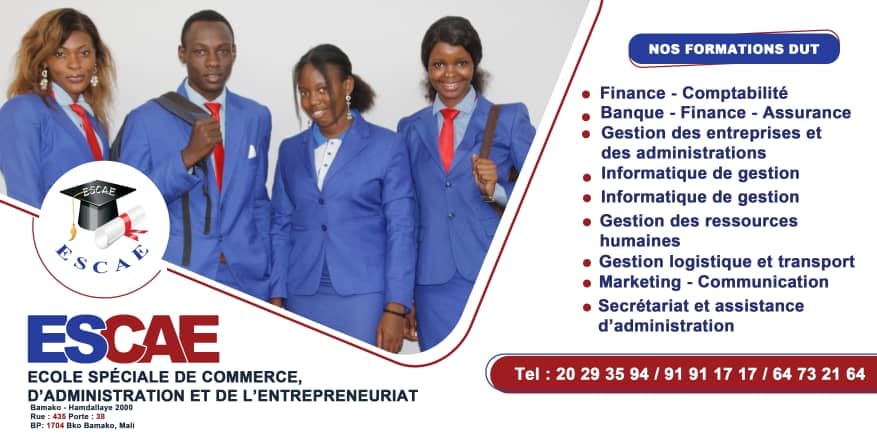 NOS FORMATIONS DUT
Finance - Comptabilité
Banque - Finance - Assurance
Gestion des entreprises et
des administrations
Informatique de gestion
Informatique de gestion
Gestion des ressources
humaines
Gestion logistique et transport
Marketing - Communication
Secrétariat et assistance
d'administration
Tel : 20 29 35 94 / 91 91 17 17 / 64 73 21 64
ESCAE
ESCAE
ESCAE
ECOLE SPÉCIALE DE COMMERCE,
D'ADMINISTRATION ET DE L'ENTREPRENEURIAT
Bamako - Hamdallaye 2000
Rue : 435 Porte : 38
BP: 1704 Bko Bamako, Mali